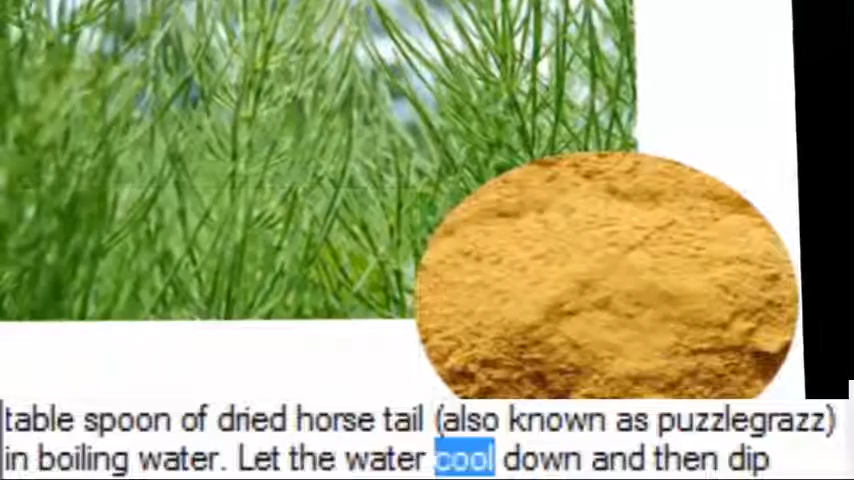 table spoon of dried horse tail (also known as puzzlegrazz)
in boiling water. Let the water cool down and then dip